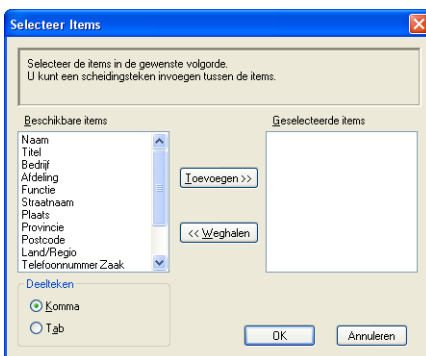 Selecteer Items
Selecteer de items in de gewenste volgorde.
U kunt een scheidingsteken invoegen tussen de items.
Beschikbare items
Geselecteerde items
Naam
Titel
Bedrijf
Afdeling
Functie
Straatnaam
Plaats
Provincie
Postcode
Land/Regio
Telefoonnummer Zaak
Toevoegen >>
<< Weghalen
Deelteken
Komma
Tab
OK
Annuleren